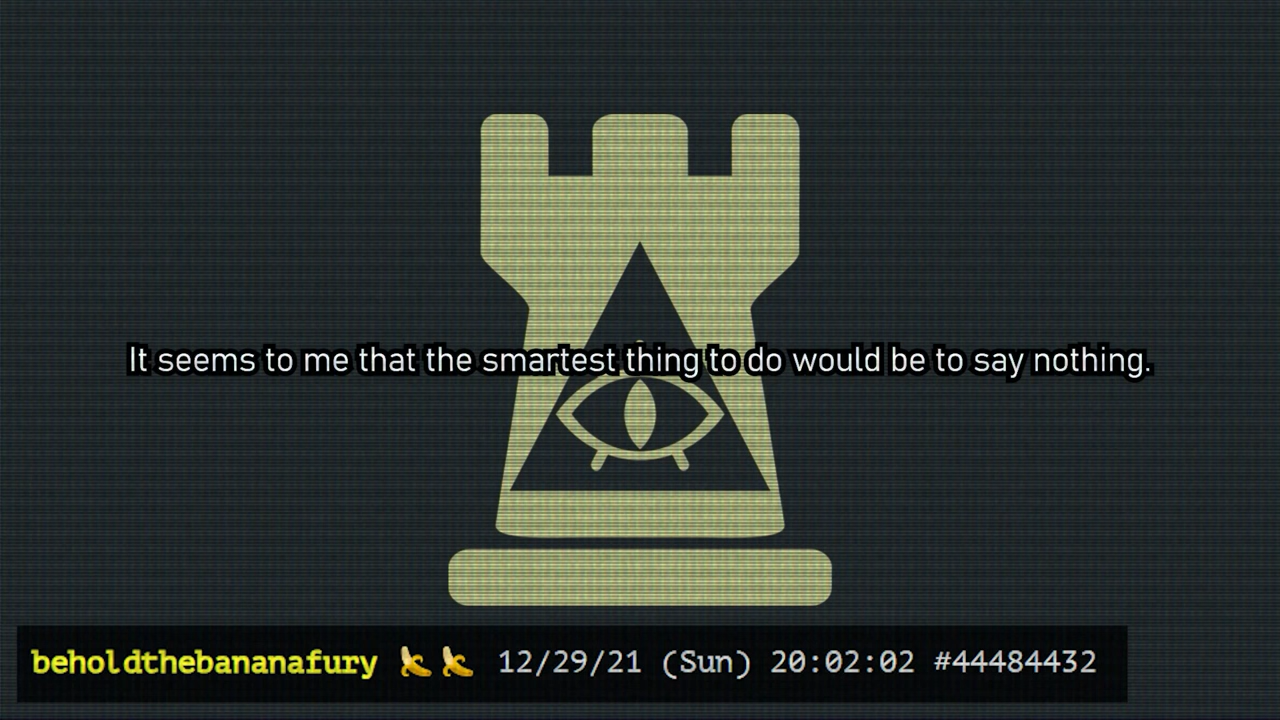 It seems to me that the smartest thing to do would be to say nothing.
beholdthebananafury 🍌🍌 12/29/21 (Sun) 20:02:02 #44484432